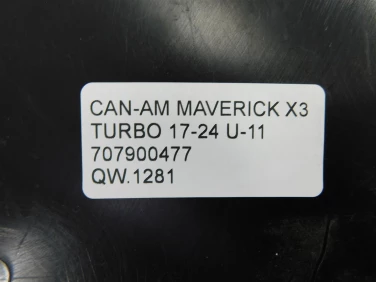 CAN-AM MAVERICK X3
TURBO 17-24 U-11
707900477
QW.1281